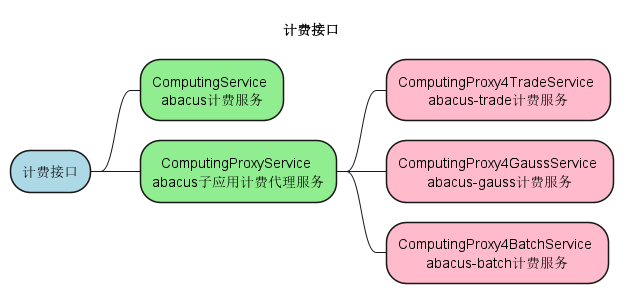 计费接口
计费接口
ComputingService
abacus计费服务
ComputingProxyService
abacus子应用计费代理服务
ComputingProxy4TradeService
abacus-trade计费服务
ComputingProxy4GaussService
abacus-gauss计费服务
ComputingProxy4BatchService
abacus-batch计费服务